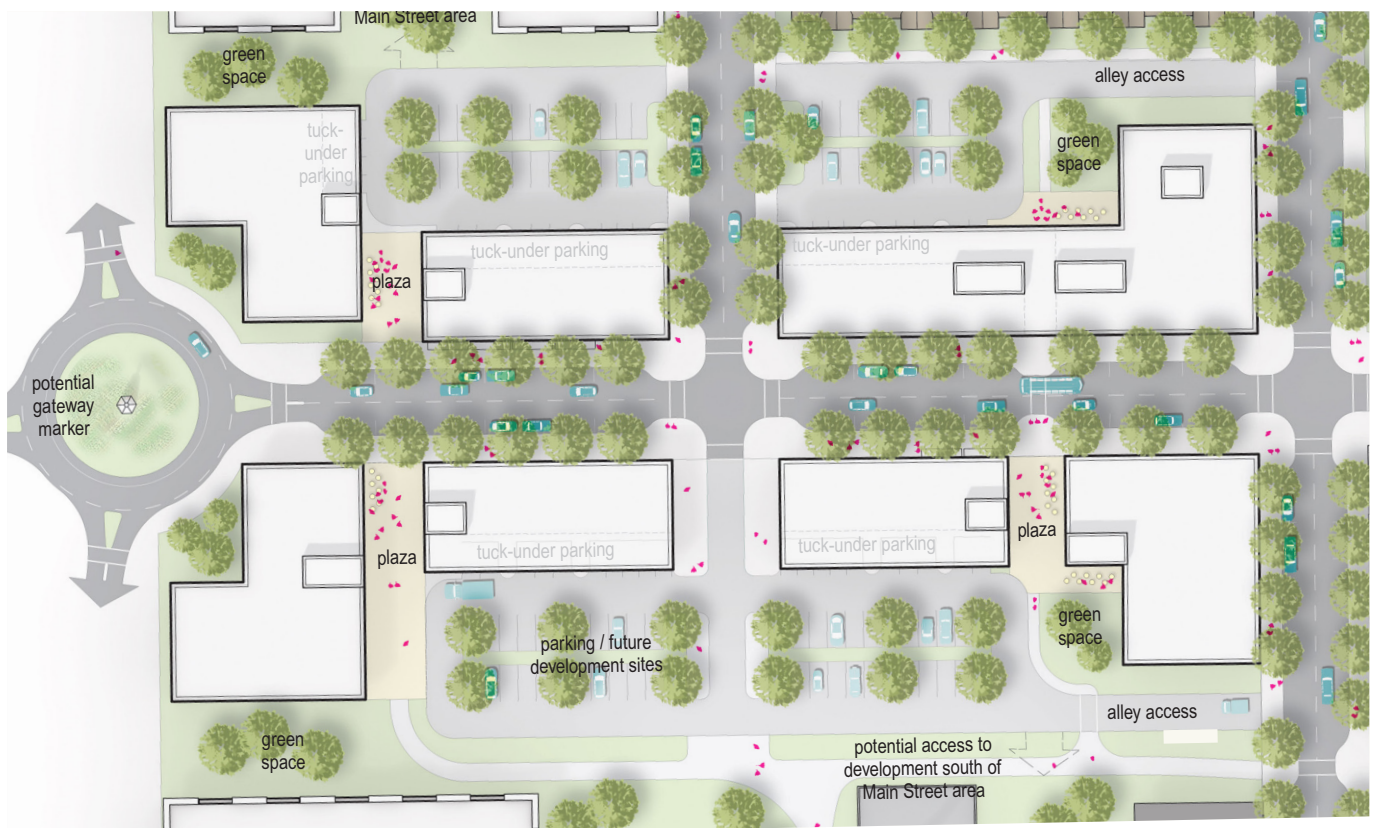 Main Street area
green
space
alley access
tuck-
under
parking
green
space
tuck-under parking
tuck-under parking
plaza
potential
gateway
marker
plaza
tuck-under parking
tuck-under parking
plaza
green
space
parking / future
development sites
alley access
green
space
potential access to
development south of
Main Street area